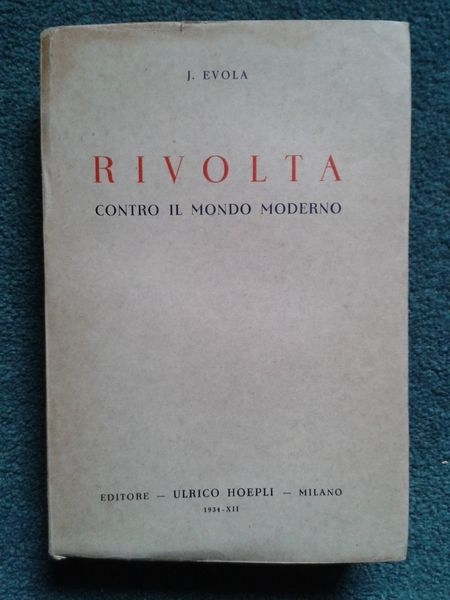 J. EVOLA
RIVOLTA
CONTRO IL MONDO MODERNO
EDITORE — ULRICO HOEPLI — MILANO
1934-XII